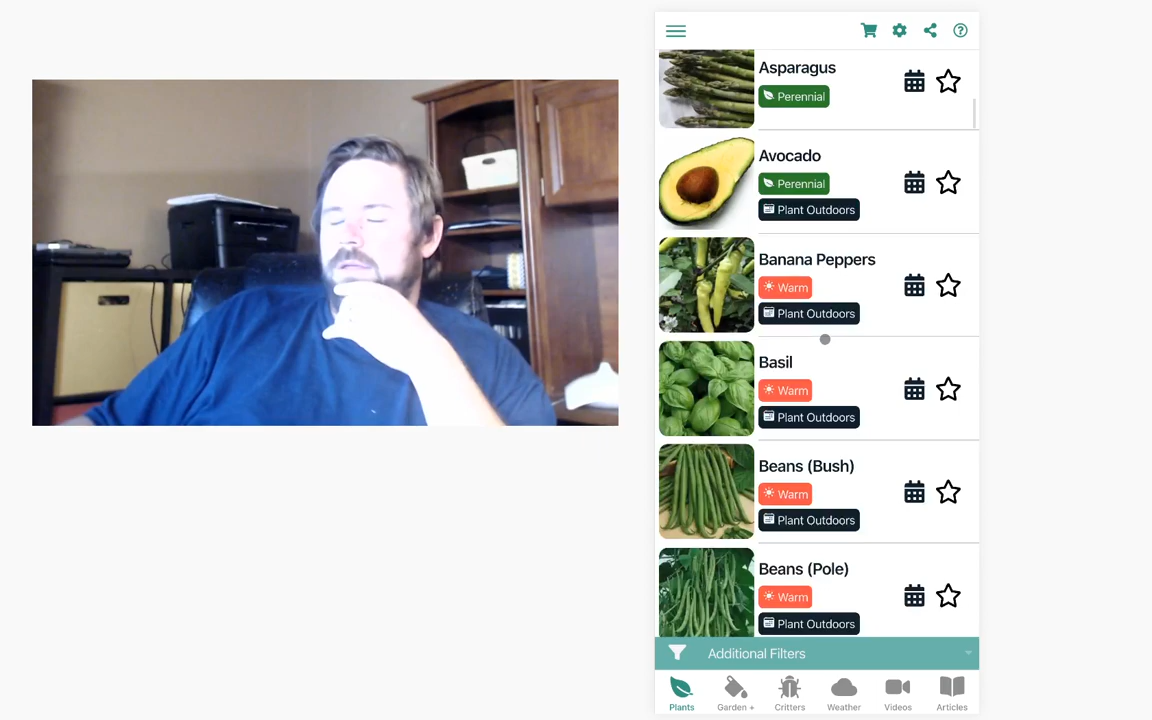 Asparagus
Perennial
Avocado
Perennial
Plant Outdoors
Banana Peppers
Warm
Plant Outdoors
Basil
Warm
Plant Outdoors
Beans (Bush)
Warm
Plant Outdoors
Beans (Pole)
Warm
Plant Outdoors
Additional Filters
Plants Garden + Critters Weather Videos Articles